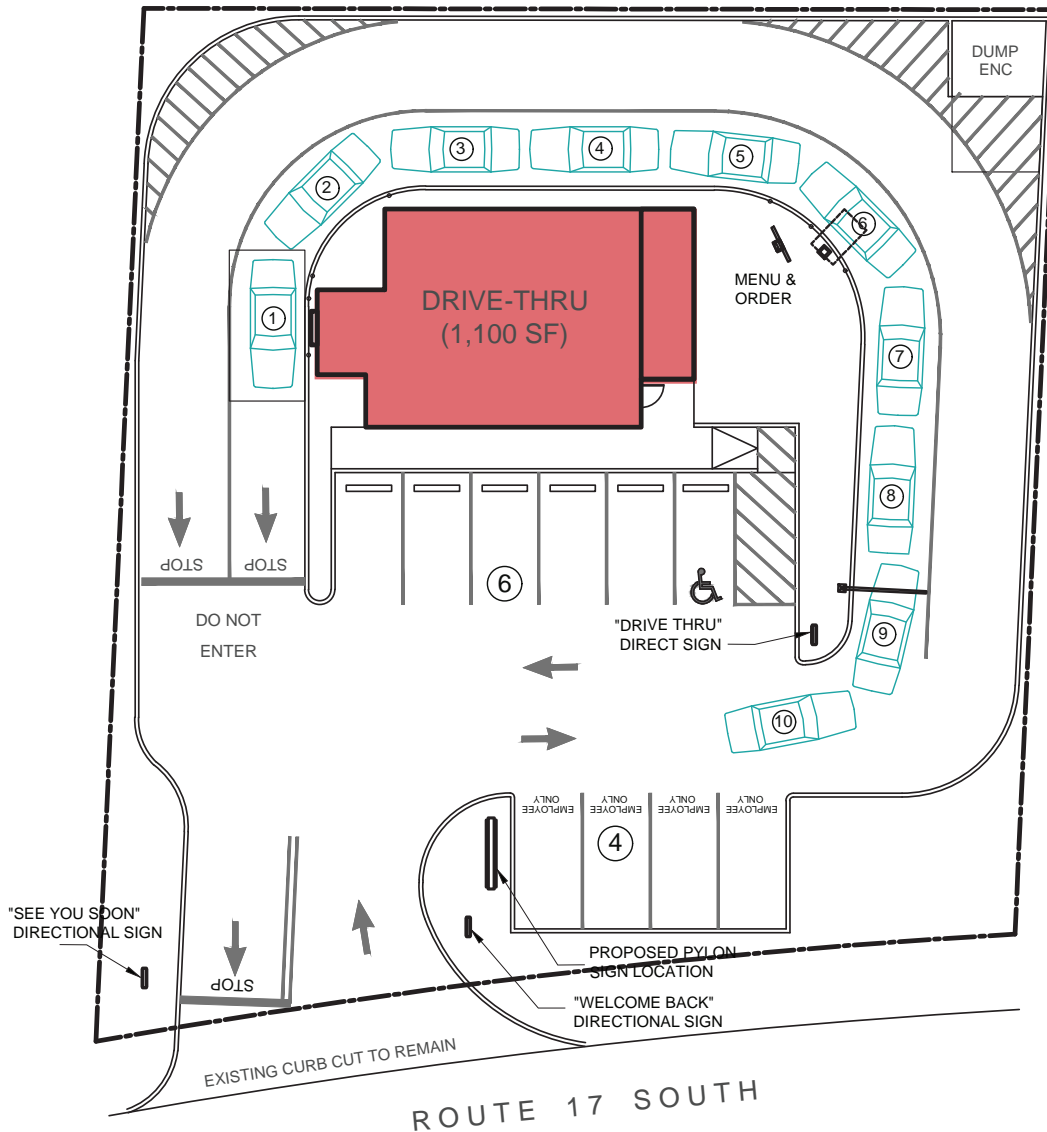 DUMP
ENC
3
4
5
2
6
1
MENU &
ORDER
DRIVE-THRU
(1,100 SF)
7
8
STOP
STOP
6
DO NOT
ENTER
"DRIVE THRU"
DIRECT SIGN
9
10
EMPLOYEE
ONLY
EMPLOYEE
ONLY
EMPLOYEE
ONLY
EMPLOYEE
ONLY
4
"SEE YOU SOON"
DIRECTIONAL SIGN
STOP
PROPOSED PYLON
SIGN LOCATION
"WELCOME BACK"
DIRECTIONAL SIGN
EXISTING CURB CUT TO REMAIN
ROUTE 17 SOUTH